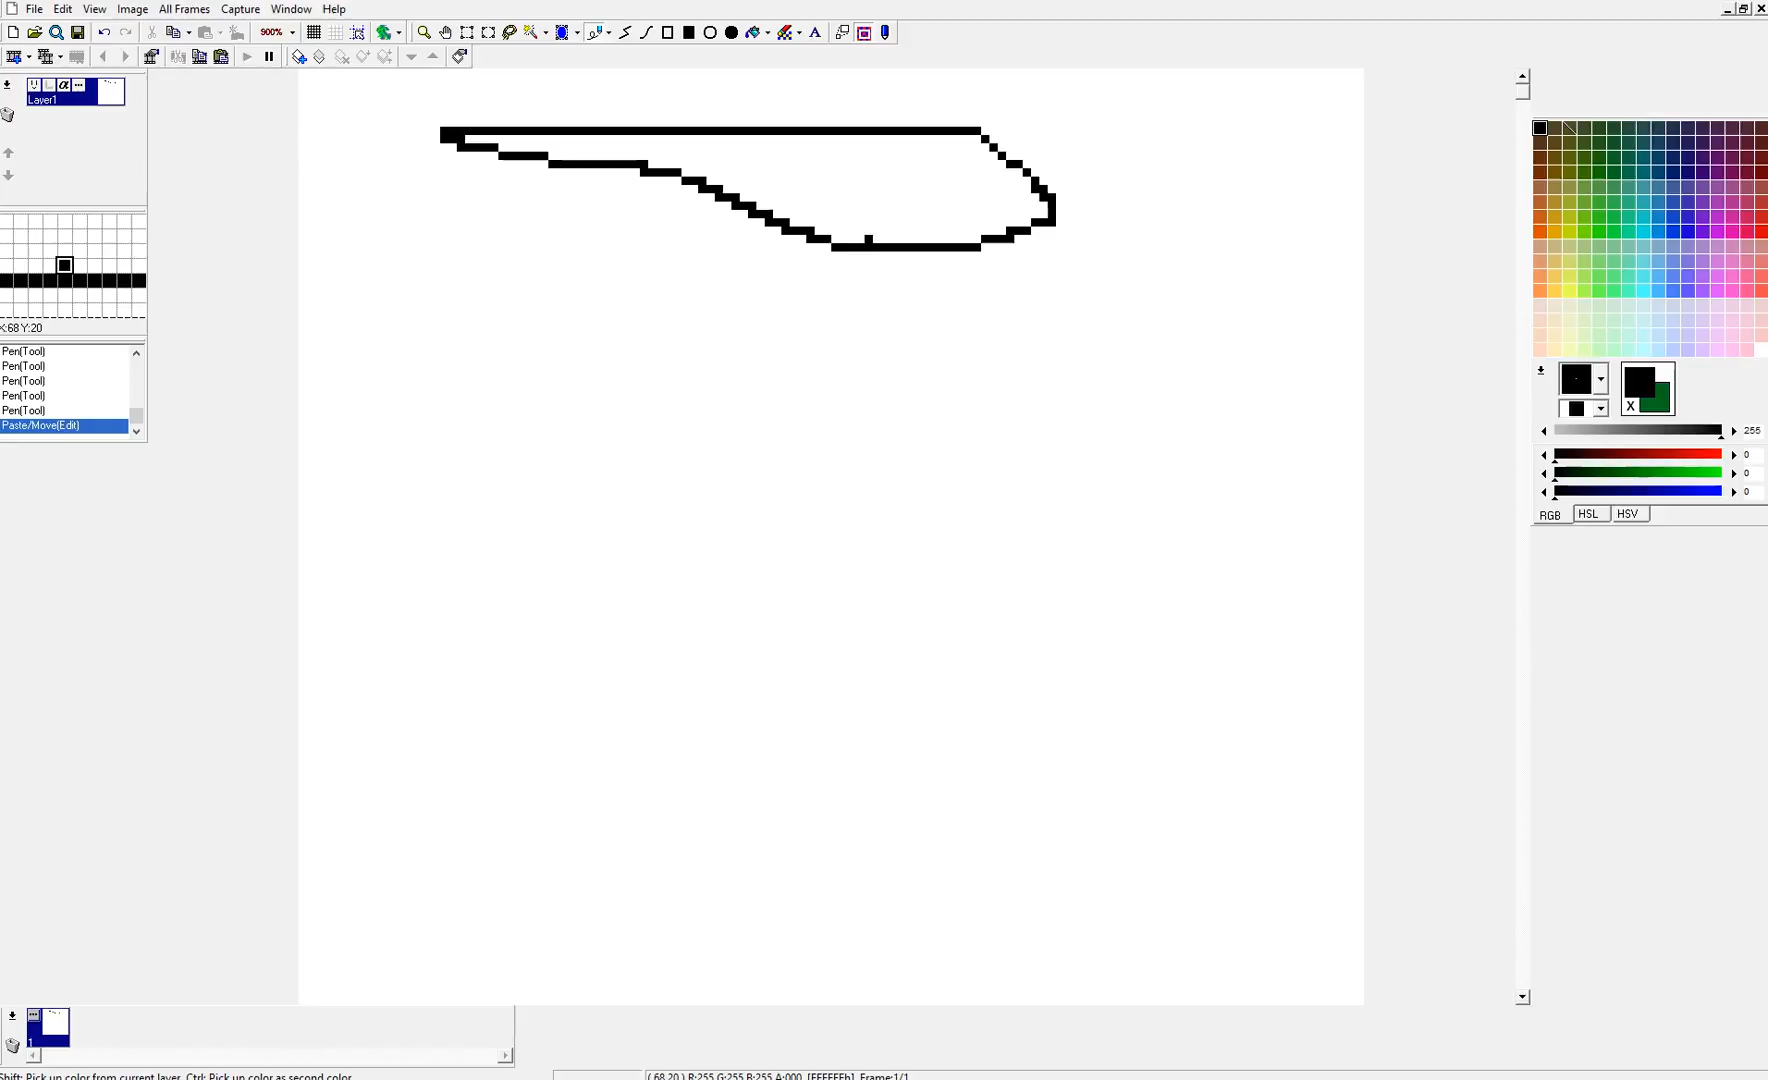 File Edit View Image All Frames Capture Window Help
900%
A
α
Layer1
X:68 Y:20
Pen(Tool)
Pen(Tool)
Pen(Tool)
Pen(Tool)
Pen(Tool)
Paste/Move(Edit)
X
255
0
0
0
RGB HSL HSV
1
Shift: Pick up color from current layer, Ctrl: Pick up color as second color
( 68,20 ) R:255 G:255 B:255 A:000 [FFFFFFh] Frame:1/1